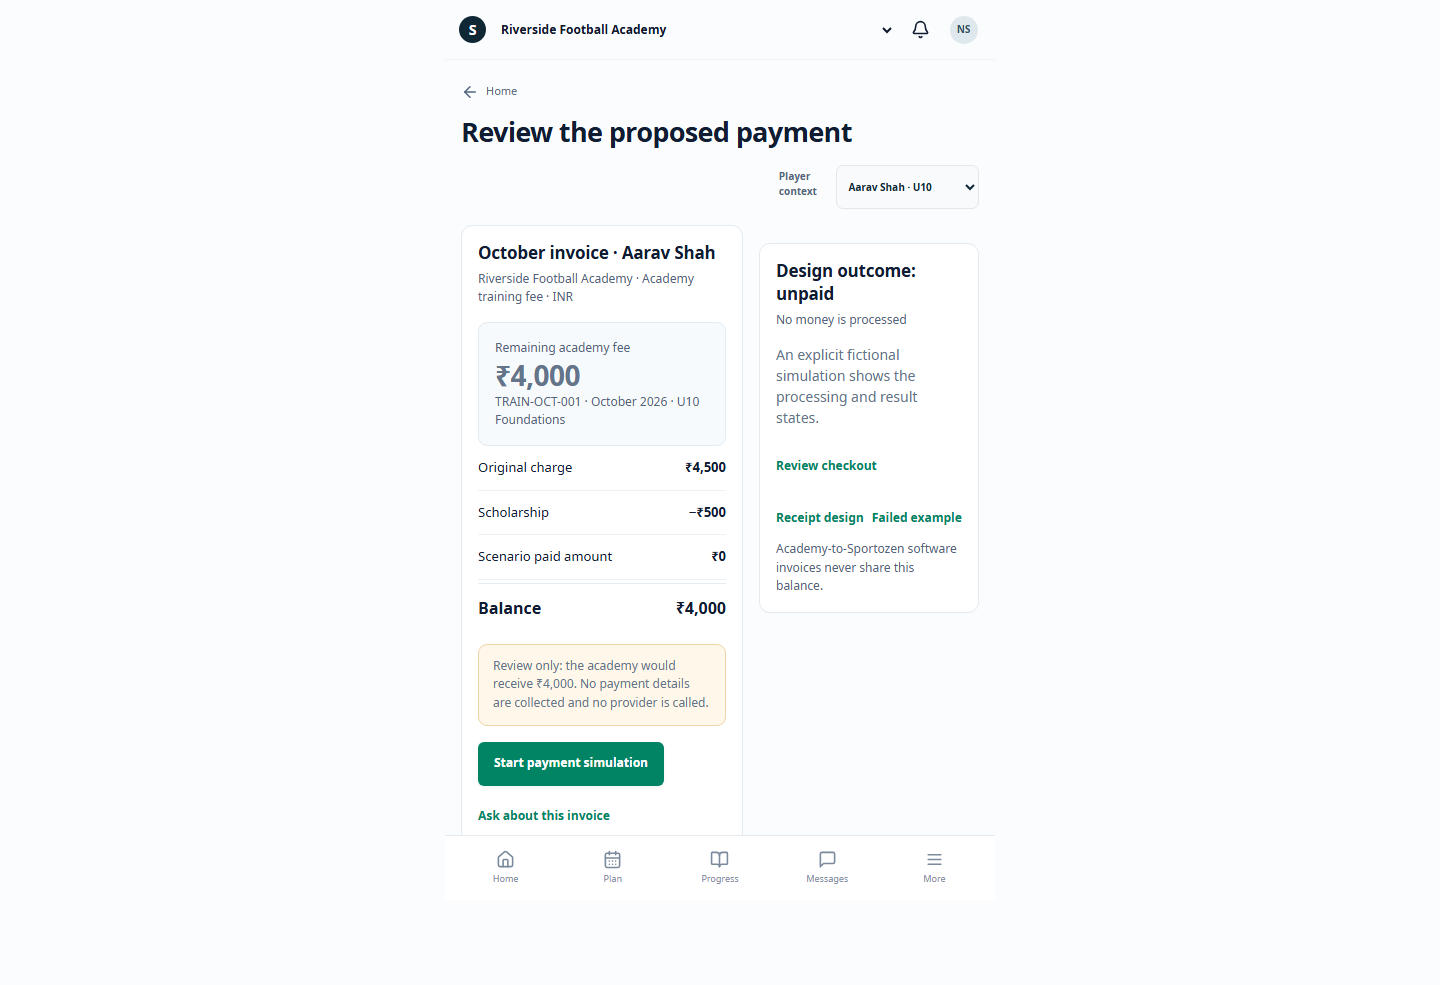 S
Riverside Football Academy
NS
Home
Review the proposed payment
Player
context
Aarav Shah · U10
October invoice · Aarav Shah
Riverside Football Academy · Academy
training fee · INR
Remaining academy fee
₹4,000
TRAIN-OCT-001 · October 2026 · U10
Foundations
Original charge ₹4,500
Scholarship −₹500
Scenario paid amount ₹0
Balance ₹4,000
Review only: the academy would
receive ₹4,000. No payment details
are collected and no provider is called.
Start payment simulation
Ask about this invoice
Design outcome:
unpaid
No money is processed
An explicit fictional
simulation shows the
processing and result
states.
Review checkout
Receipt design Failed example
Academy-to-Sportozen software
invoices never share this
balance.
Home Plan Progress Messages More